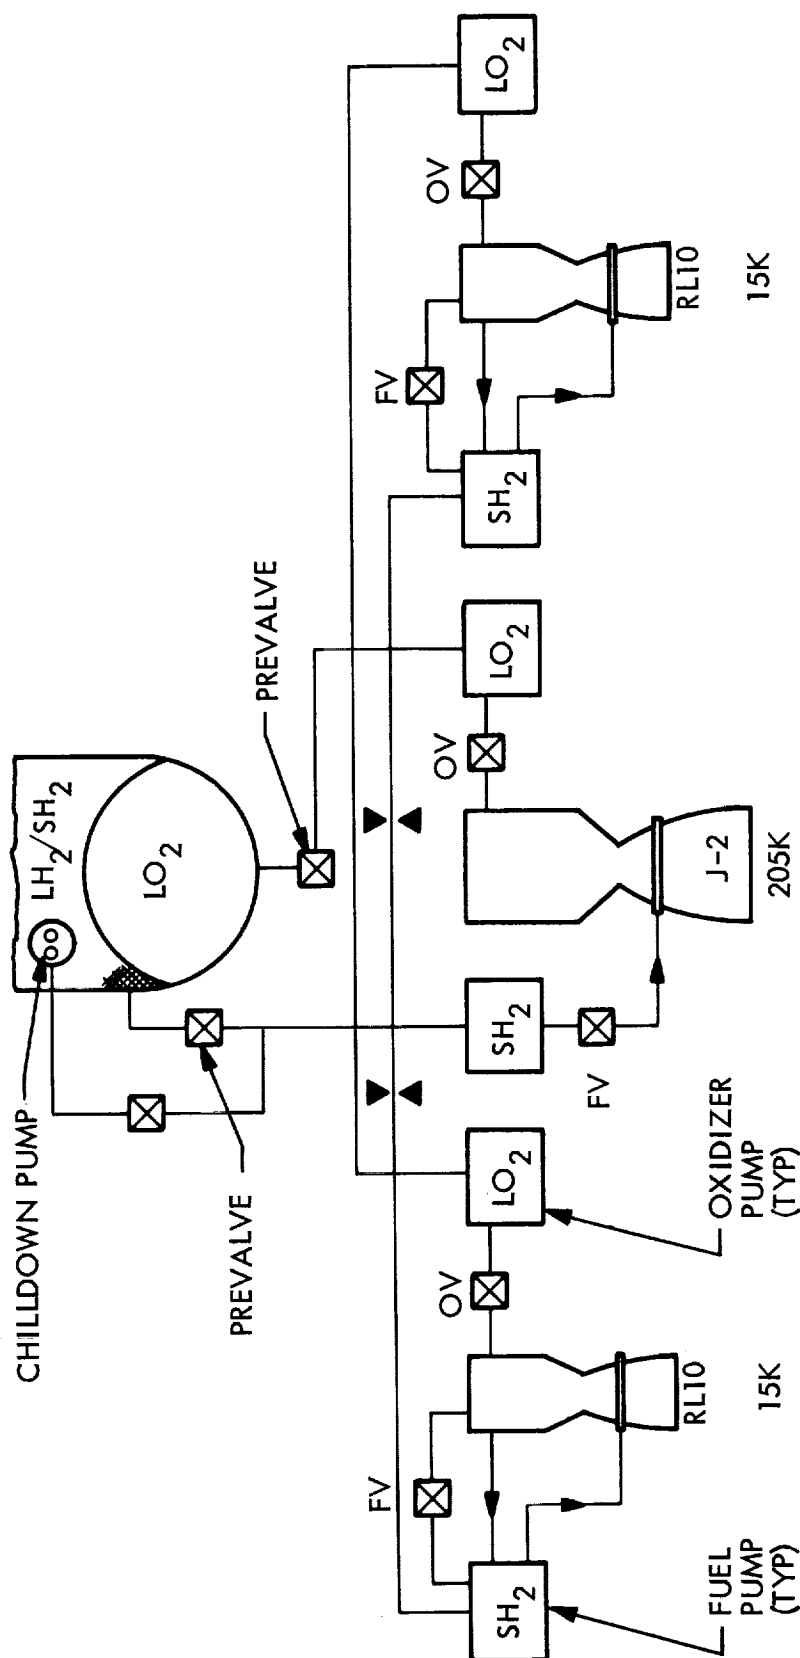 CHILLDOWN PUMP
LH2/SH2
LO2
PREVALVE
PREVALVE
FV
SH2
OV
LO2
SH2
OV
LO2
FV
SH2
OV
LO2
FV
RL10
15K
J-2
205K
RL10
15K
FUEL
PUMP
(TYP)
OXIDIZER
PUMP
(TYP)